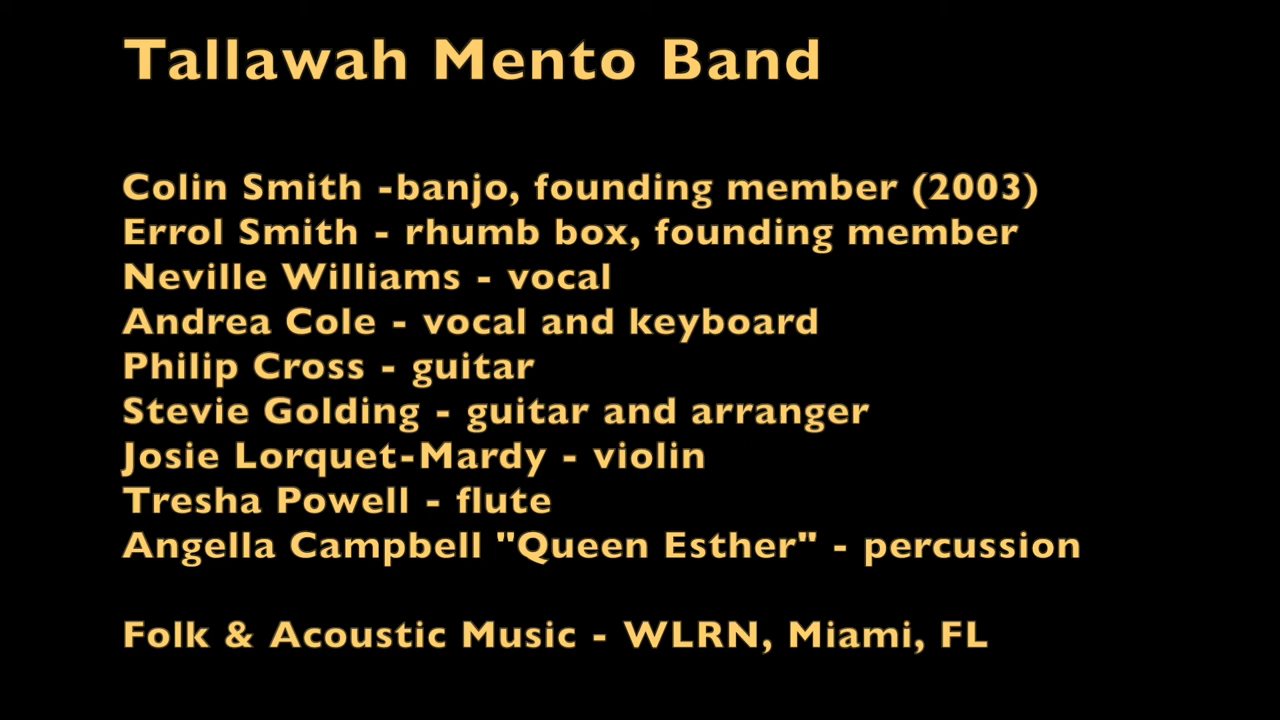 Tallawah Mento Band
Colin Smith -banjo, founding member (2003)
Errol Smith - rhumb box, founding member
Neville Williams - vocal
Andrea Cole - vocal and keyboard
Philip Cross - guitar
Stevie Golding - guitar and arranger
Josie Lorquet-Mardy - violin
Tresha Powell - flute
Angella Campbell "Queen Esther" - percussion
Folk & Acoustic Music - WLRN, Miami, FL